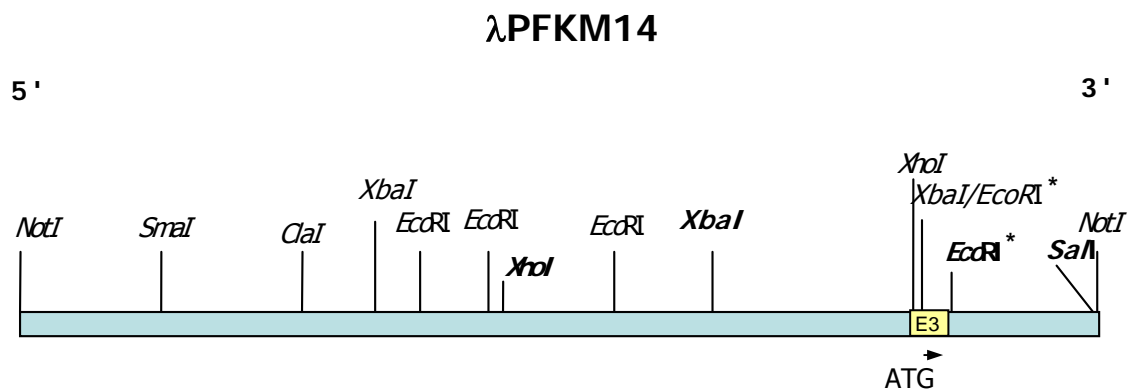 λPFKM14
5 ' 3 '
XhoI
XbaI XbaI/EcoRI *
NotI SmaI ClaI EcoRI EcoRI EcoRI XbaI NotI
XhoI EcoRI * SalI
E3
ATG